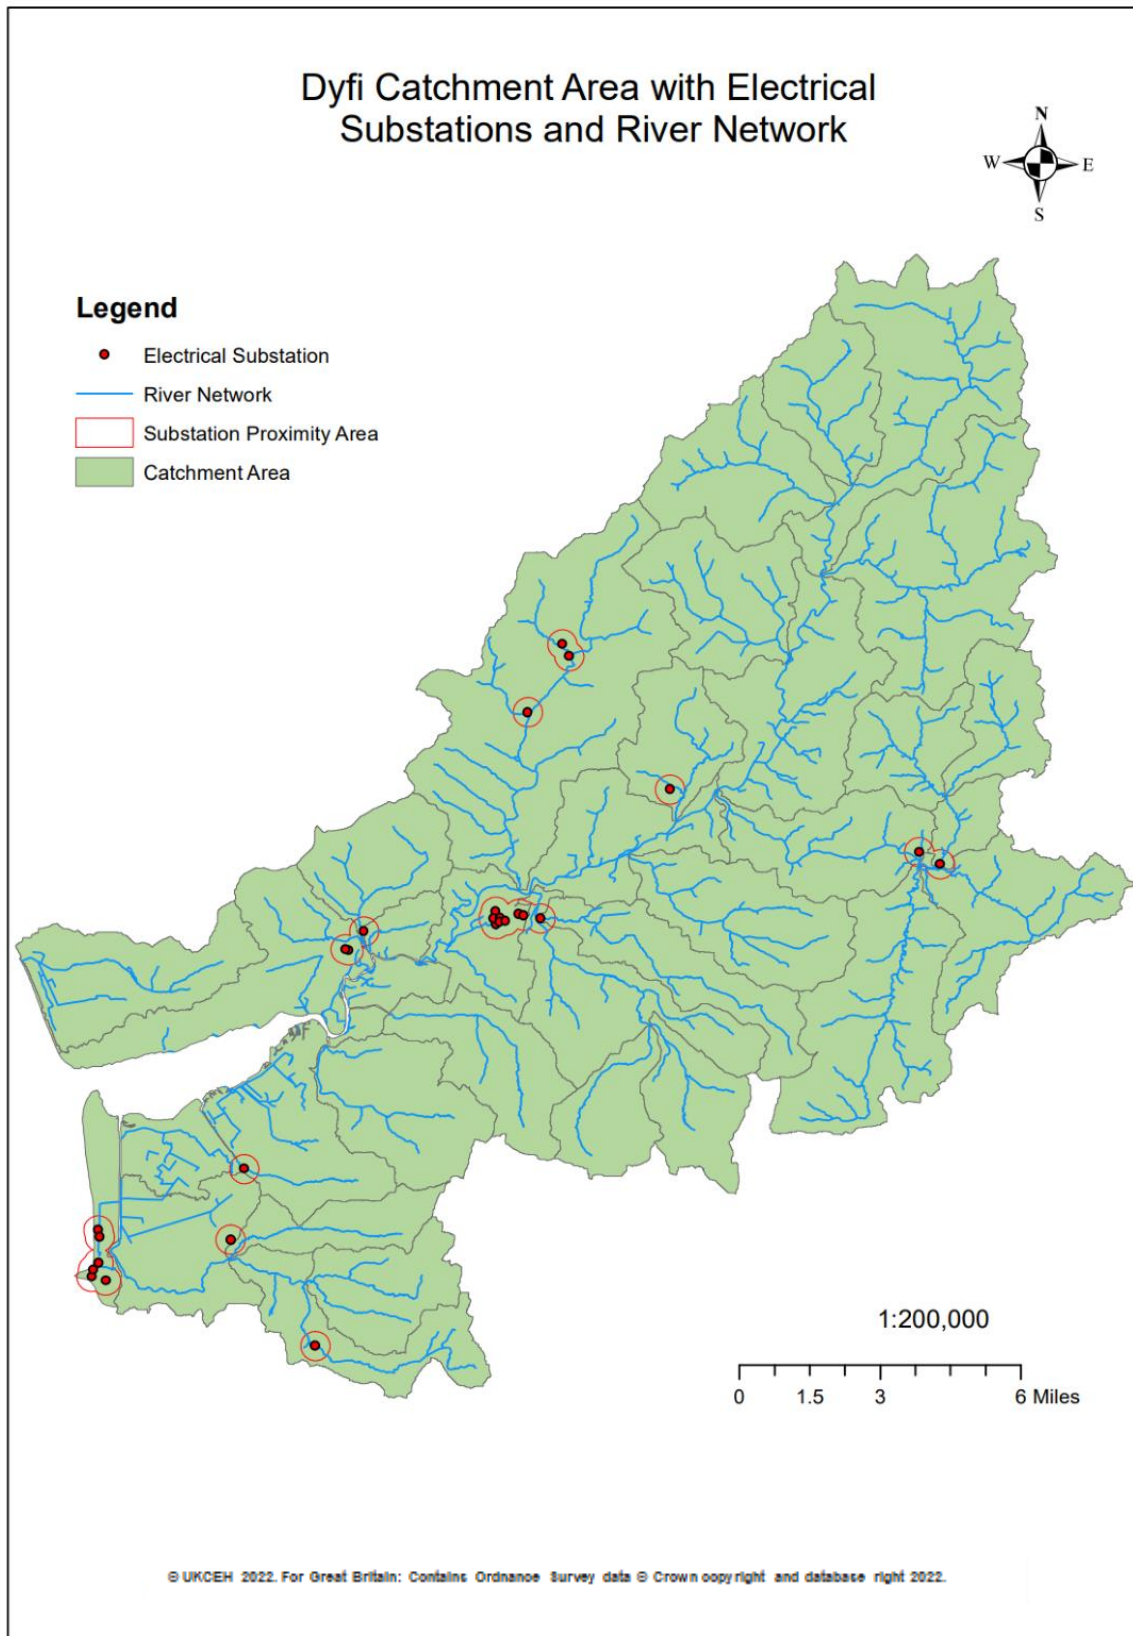 Dyfi Catchment Area with Electrical
Substations and River Network
N
W E
S
Legend
Electrical Substation
River Network
Substation Proximity Area
Catchment Area
1:200,000
0 1.5 3 6 Miles
© UKCEH 2022. For Great Britain: Contains Ordnance Survey data © Crown copyright and database right 2022.